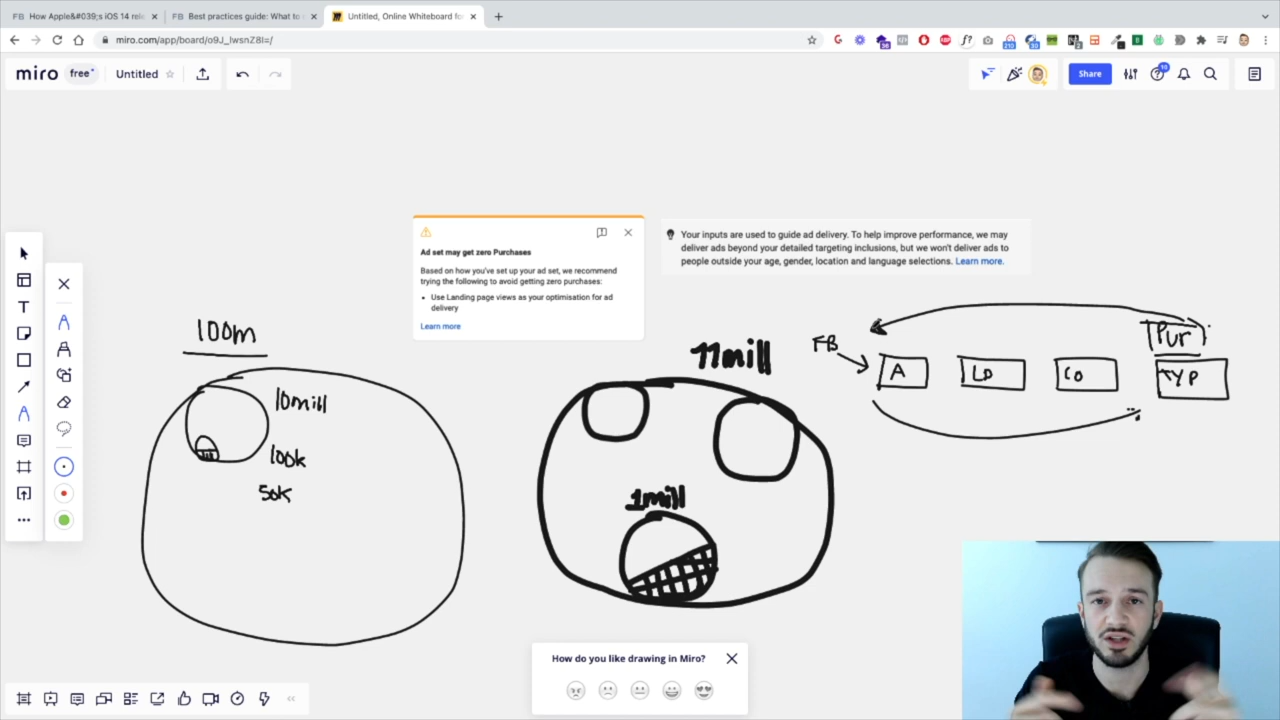 FB How Apple&#039;s iOS 14 rele
FB Best practices guide: What to
Untitled, Online Whiteboard for
miro.com/app/board/o9J_lwsnZ8I=/
miro free Untitled
Share
10
Ad set may get zero Purchases
Based on how you've set up your ad set, we recommend
trying the following to avoid getting zero purchases:
• Use Landing page views as your optimisation for ad
delivery
Learn more
Your inputs are used to guide ad delivery. To help improve performance, we may
deliver ads beyond your detailed targeting inclusions, but we won't deliver ads to
people outside your age, gender, location and language selections. Learn more.
100m
10mill
100k
50k
11mill
1mill
FB
Pur
A
LP
CO
TYP
How do you like drawing in Miro?